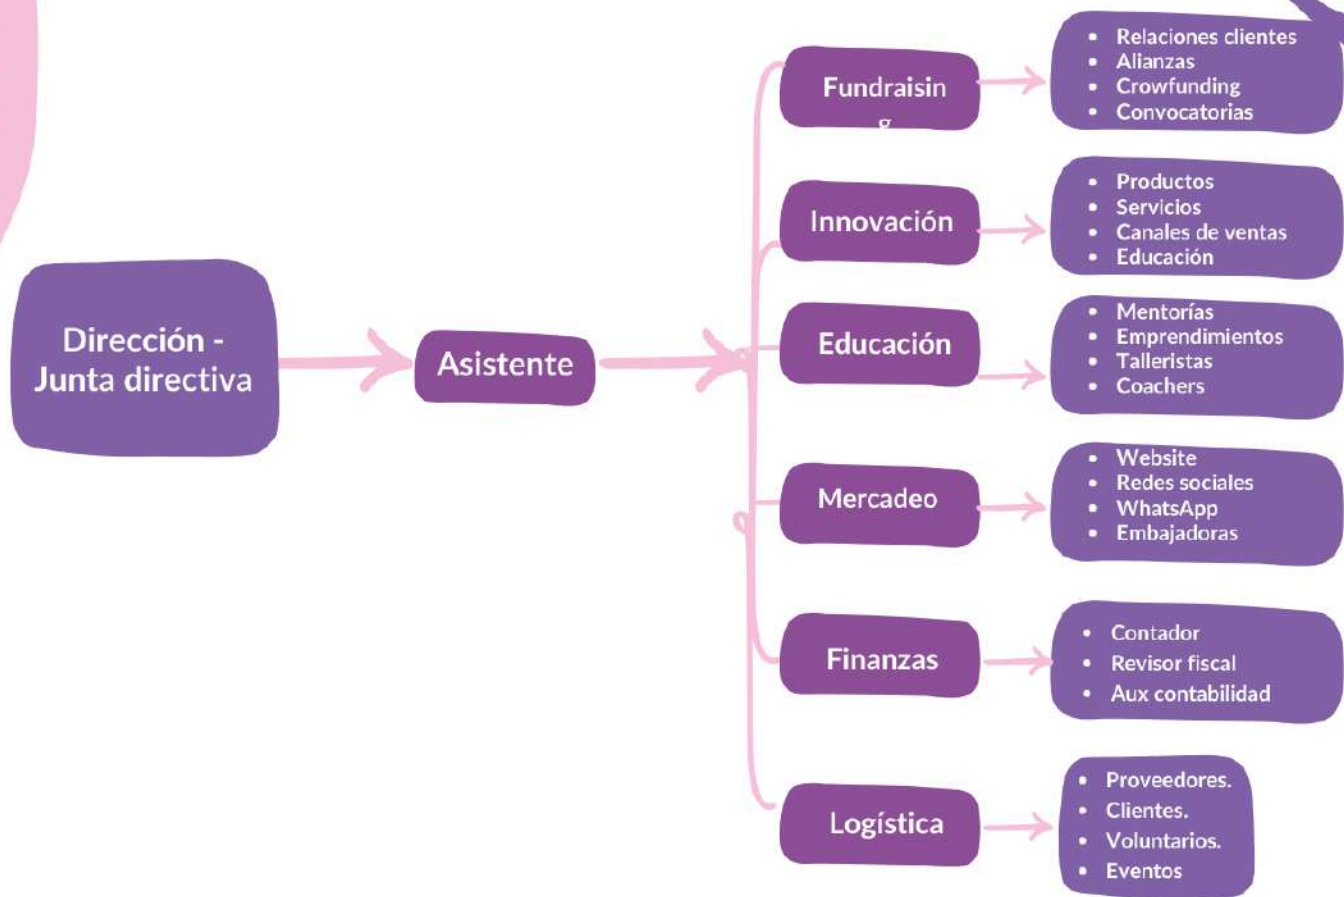 Dirección -
Junta directiva
Asistente
Fundraisin
g
• Relaciones clientes
• Alianzas
• Crowfunding
• Convocatorias
Innovación
• Productos
• Servicios
• Canales de ventas
• Educación
Educación
• Mentorías
• Emprendimientos
• Talleristas
• Coachers
Mercadeo
• Website
• Redes sociales
• WhatsApp
• Embajadoras
Finanzas
• Contador
• Revisor fiscal
• Aux contabilidad
Logística
• Proveedores.
• Clientes.
• Voluntarios.
• Eventos